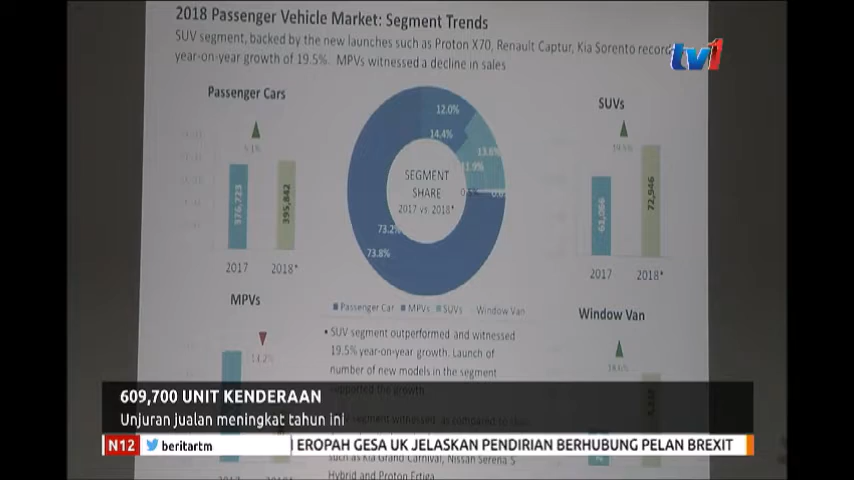 2018 Passenger Vehicle Market: Segment Trends
SUV segment, backed by the new launches such as Proton X70, Renault Captur, Kia Sorento record
year-on-year growth of 19.5%. MPVs witnessed a decline in sales
tv1
Passenger Cars
5.1%
376,723
395,842
2017
2018*
12.0%
14.4%
13.6%
11.9%
SEGMENT
SHARE
2017 vs. 2018*
73.2%
73.8%
SUVs
19.5%
72,946
2017
2018*
Passenger Car
MPVs
SUVs
Window Van
MPVs
14.2%
• SUV segment outperformed and witnessed
19.5% year-on-year growth. Launch of
number of new models in the segment
supported the growth
Window Van
segment witnessed as compared to
609,700 UNIT KENDERAAN
Unjuran jualan meningkat tahun ini
N12
beritartm
EROPAH GESA UK JELASKAN PENDIRIAN BERHUBUNG PELAN BREXIT
such as Kia Grand Carnival, Nissan Serena S
Hybrid and Proton Ertiga